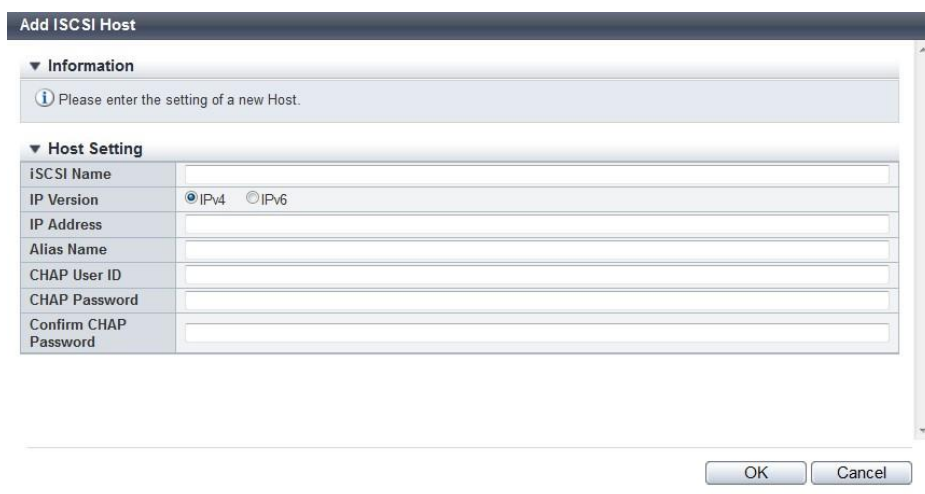 Add ISCSI Host
Information
Please enter the setting of a new Host.
Host Setting
iSCSI Name
IP Version
IPv4 IPv6
IP Address
Alias Name
CHAP User ID
CHAP Password
Confirm CHAP
Password
OK Cancel